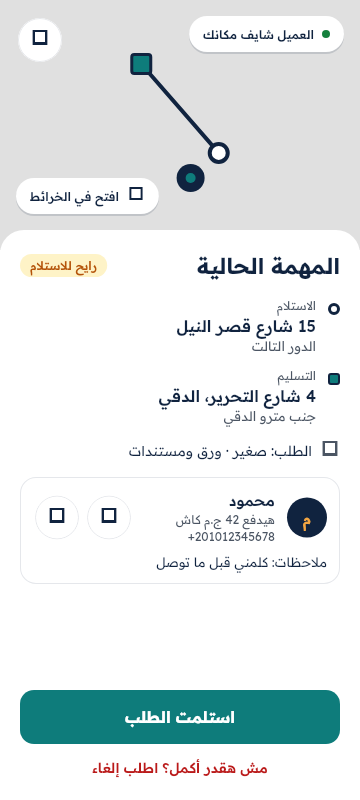 العميل شايف مكانك
افتح في الخرائط
المهمة الحالية
رايح للاستلام
الاستلام
15 شارع قصر النيل
الدور التالت
التسليم
4 شارع التحرير، الدقي
جنب مترو الدقي
الطلب: صغير · ورق ومستندات
م
محمود
هيدفع 42 ج.م كاش
+201012345678
ملاحظات: كلمني قبل ما توصل
استلمت الطلب
مش هقدر أكمل؟ اطلب إلغاء